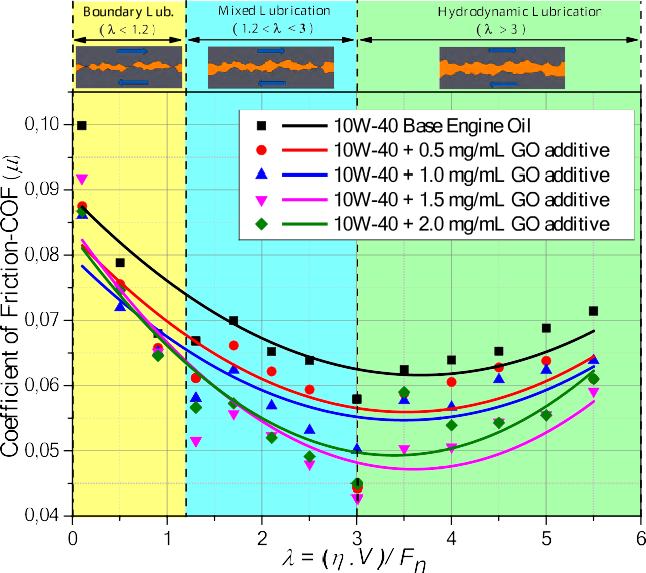 Boundary Lub. Mixed Lubrication Hydrodynamic Lubrication
(λ < 1.2) (1.2 < λ < 3) (λ > 3)
10W-40 Base Engine Oil
10W-40 + 0.5 mg/mL GO additive
10W-40 + 1.0 mg/mL GO additive
10W-40 + 1.5 mg/mL GO additive
10W-40 + 2.0 mg/mL GO additive
Coefficient of Friction-COF (μ)
0,10
0,09
0,08
0,07
0,06
0,05
0,04
0 1 2 3 4 5 6
λ = (η . V) / Fn